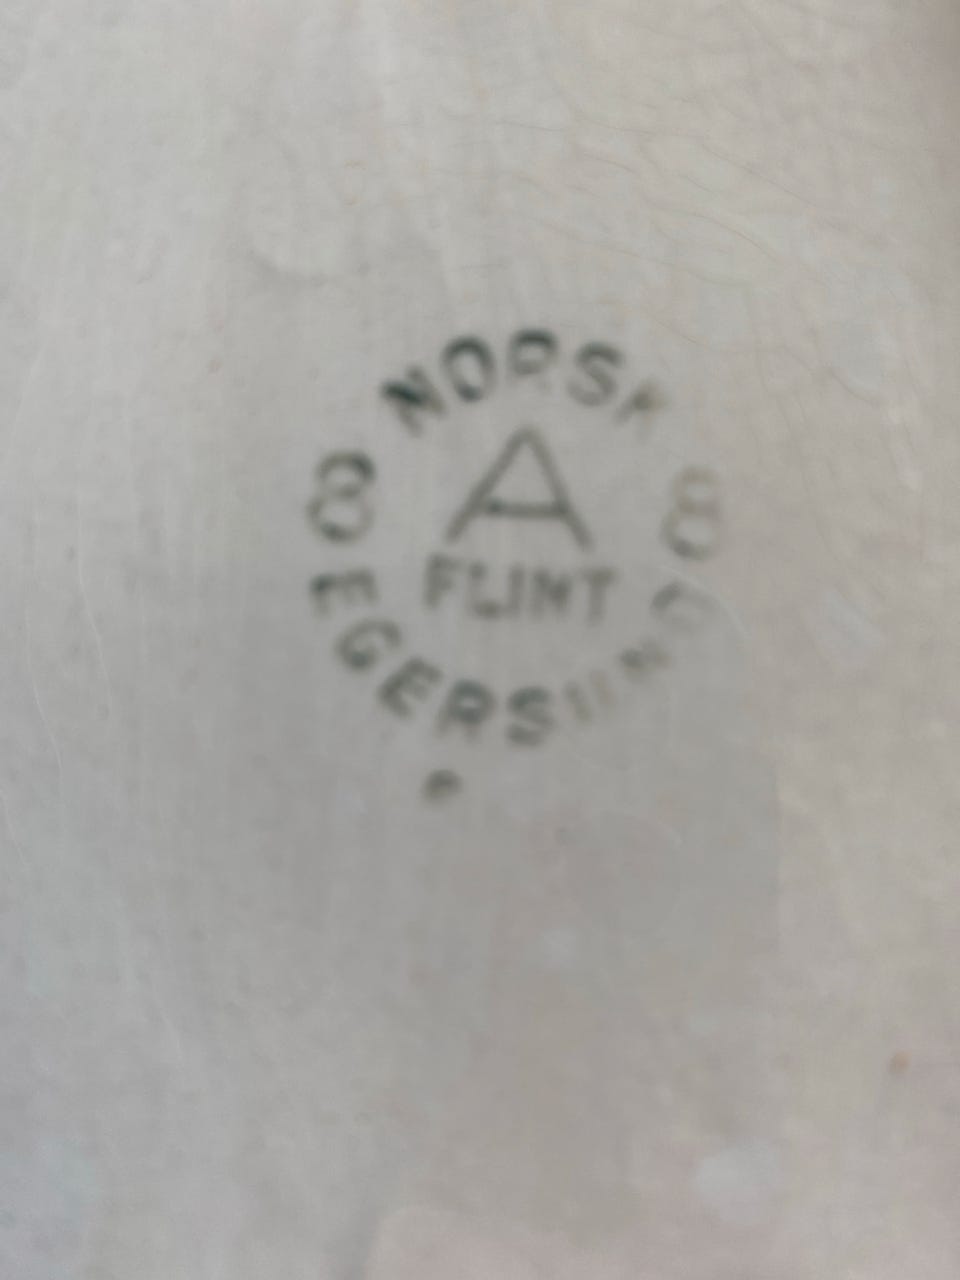 NORSK
8 A 8
FLINT
EGERSUND